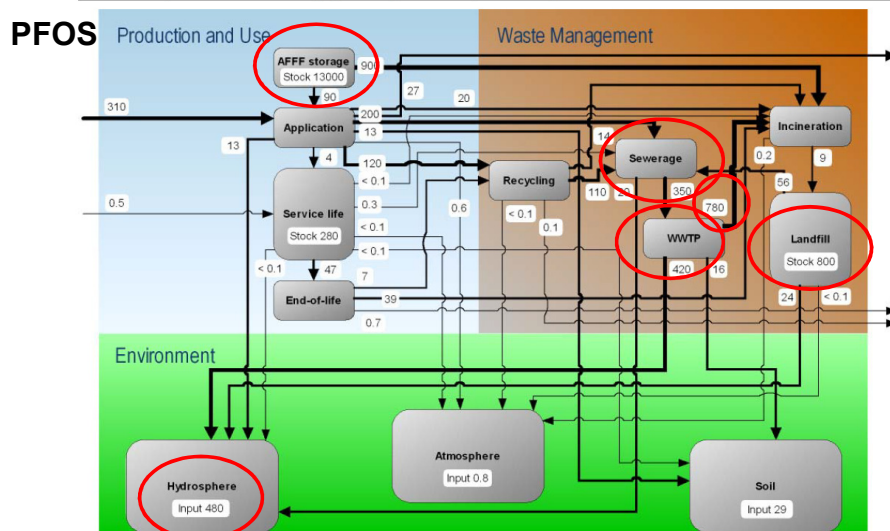 PFOS
Production and Use
Waste Management
AFFF storage
Stock 13000
900
90
27
20
310
200
Application
13
13
14
Incineration
0.2
9
Sewerage
4
120
< 0.1
Recycling
110
20
350
56
780
0.5
Service life
Stock 280
0.3
0.6
< 0.1
< 0.1
0.1
WWTP
Landfill
Stock 800
< 0.1
420
16
< 0.1
47
7
24
< 0.1
End-of-life
39
0.7
Environment
Hydrosphere
Input 480
Atmosphere
Input 0.8
Soil
Input 29